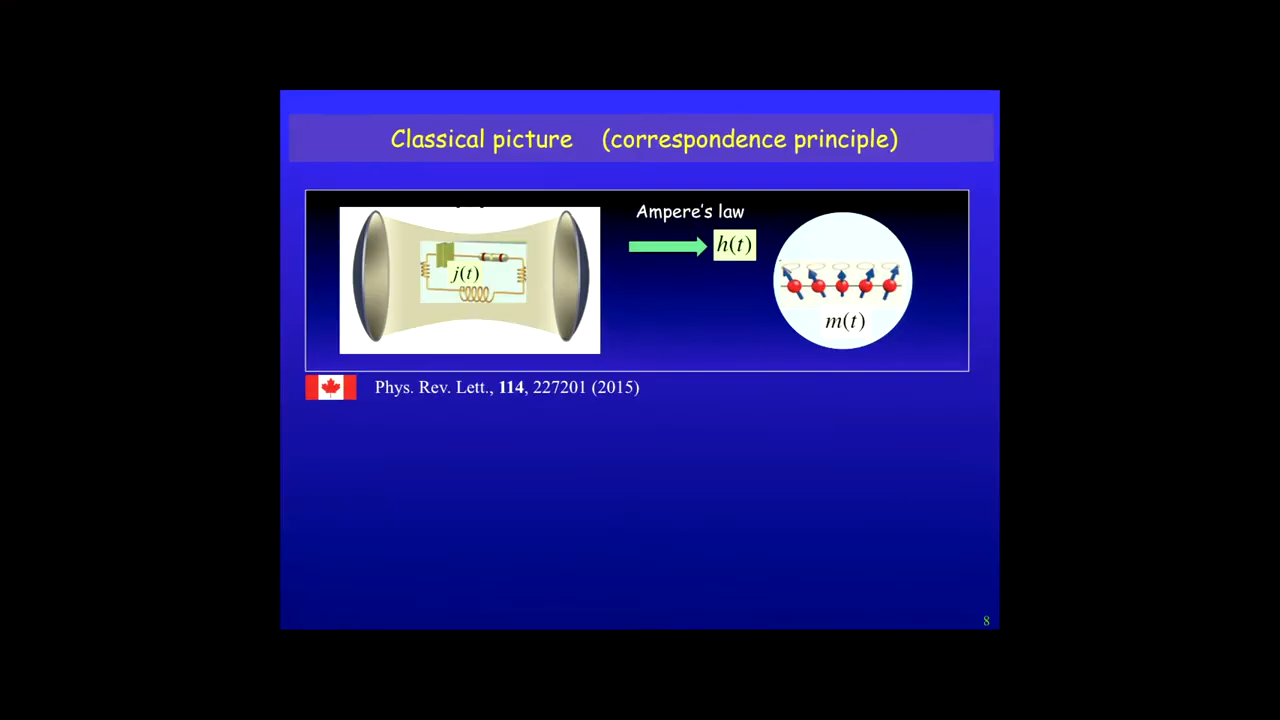 Classical picture (correspondence principle)
Ampere's law
h(t)
j(t)
m(t)
Phys. Rev. Lett., 114, 227201 (2015)
8